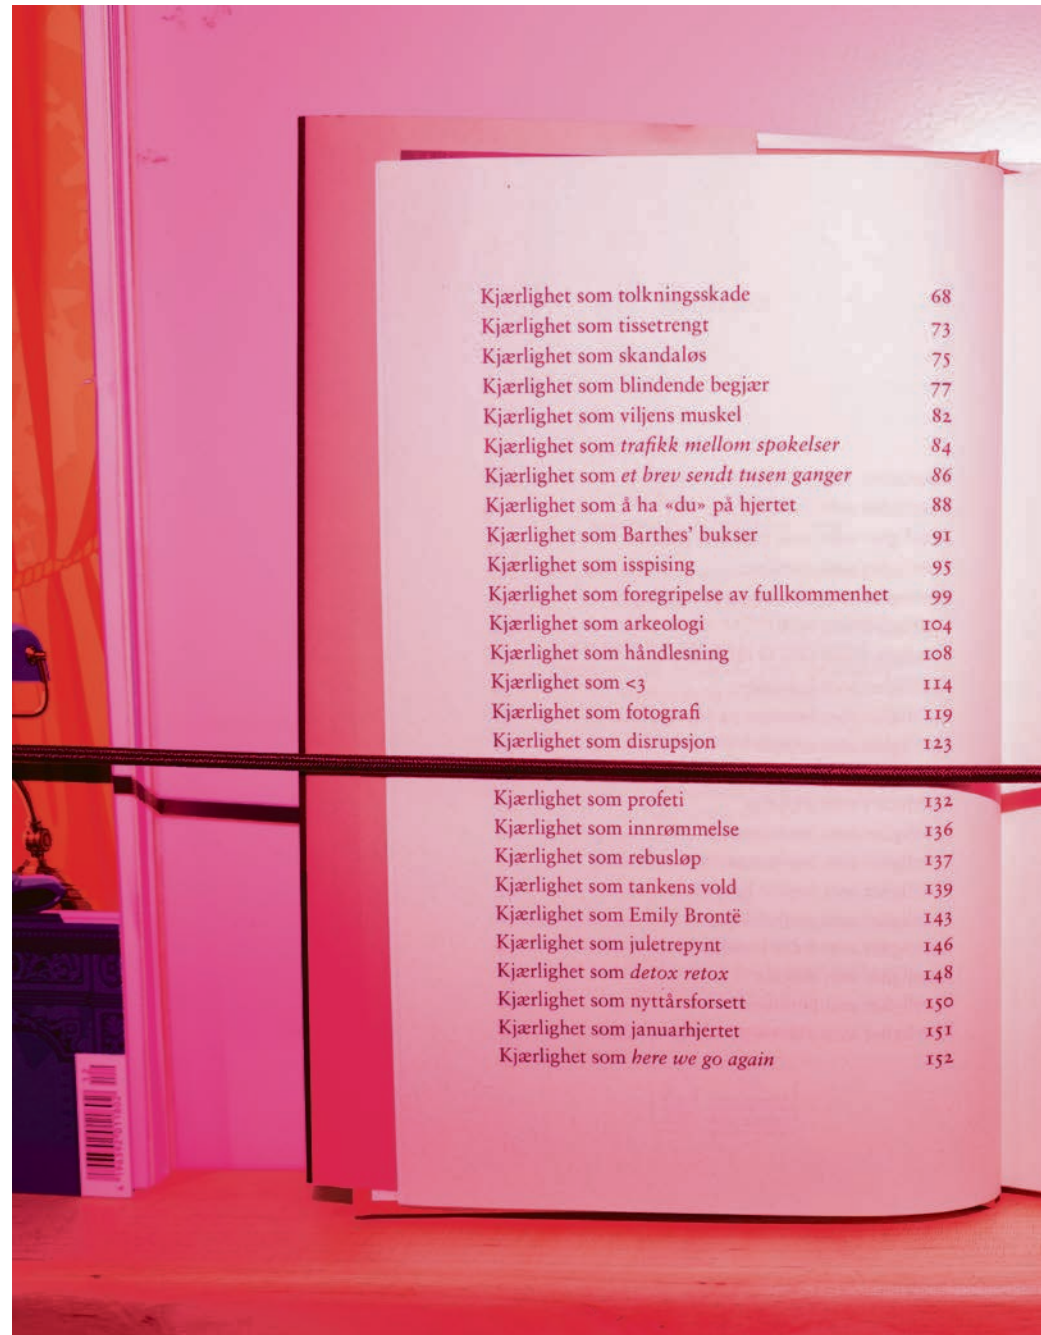 Kjærlighet som tolkningsskade 68
Kjærlighet som tissetrengt 73
Kjærlighet som skandaløs 75
Kjærlighet som blindende begjær 77
Kjærlighet som viljens muskel 82
Kjærlighet som trafikk mellom spøkelser 84
Kjærlighet som et brev sendt tusen ganger 86
Kjærlighet som å ha «du» på hjertet 88
Kjærlighet som Barthes’ bukser 91
Kjærlighet som isspising 95
Kjærlighet som foregripelse av fullkommenhet 99
Kjærlighet som arkeologi 104
Kjærlighet som håndlesning 108
Kjærlighet som <3 114
Kjærlighet som fotografi 119
Kjærlighet som disrupsjon 123
Kjærlighet som profeti 132
Kjærlighet som innrømmelse 136
Kjærlighet som rebusløp 137
Kjærlighet som tankens vold 139
Kjærlighet som Emily Brontë 143
Kjærlighet som juletrepynt 146
Kjærlighet som detox retox 148
Kjærlighet som nyttårsforsett 150
Kjærlighet som januarhjertet 151
Kjærlighet som here we go again 152